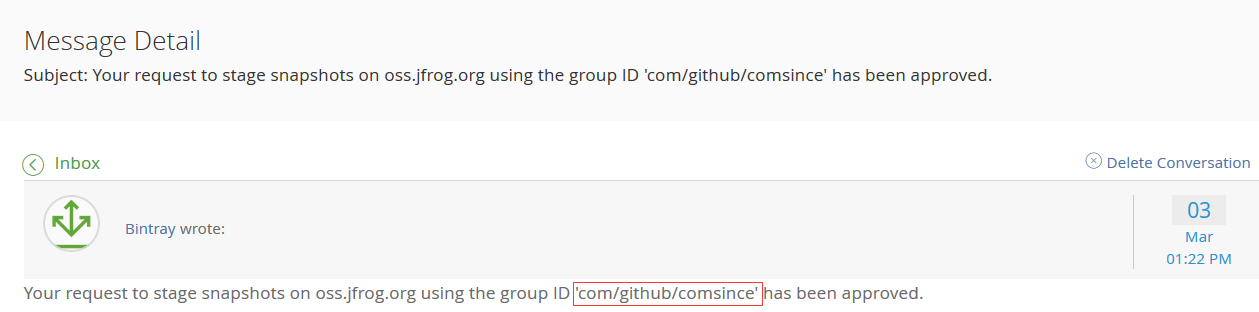 Message Detail
Subject: Your request to stage snapshots on oss.jfrog.org using the group ID 'com/github/comsince' has been approved.
Inbox
Delete Conversation
Bintray wrote:
03
Mar
01:22 PM
Your request to stage snapshots on oss.jfrog.org using the group ID 'com/github/comsince' has been approved.